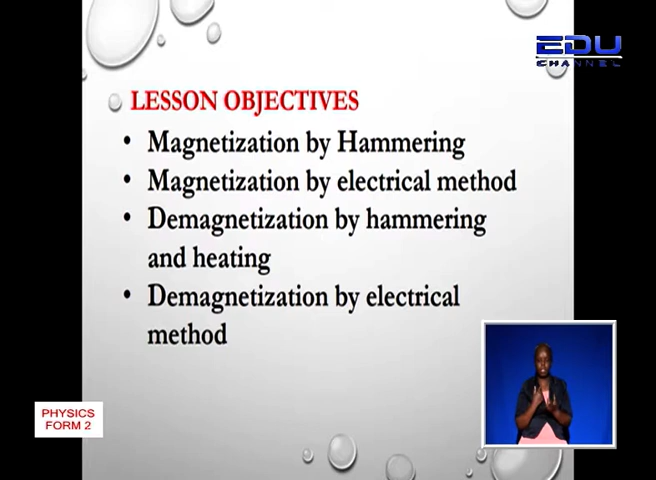 EDU
CHANNEL
LESSON OBJECTIVES
• Magnetization by Hammering
• Magnetization by electrical method
• Demagnetization by hammering
and heating
• Demagnetization by electrical
method
PHYSICS
FORM 2